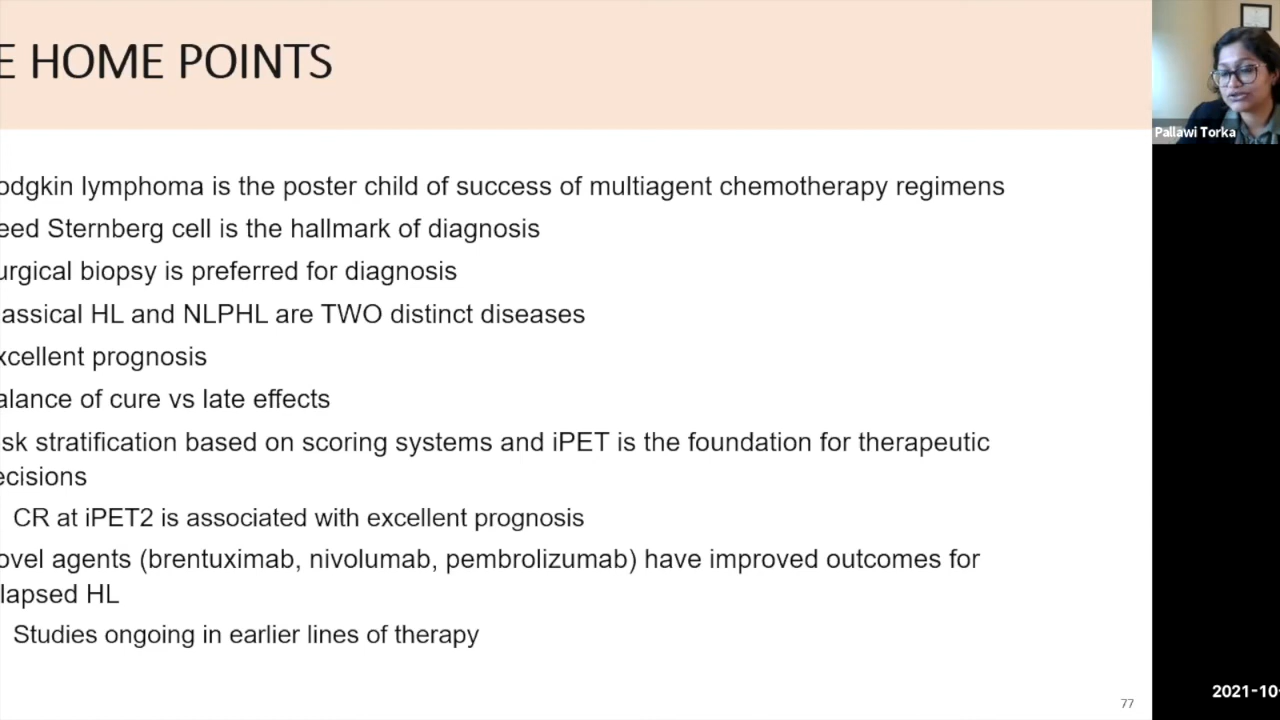 E HOME POINTS
Pallawi Torka
odgkin lymphoma is the poster child of success of multiagent chemotherapy regimens
eed Sternberg cell is the hallmark of diagnosis
urgical biopsy is preferred for diagnosis
assical HL and NLPHL are TWO distinct diseases
xcellent prognosis
alance of cure vs late effects
sk stratification based on scoring systems and iPET is the foundation for therapeutic
ecisions
CR at iPET2 is associated with excellent prognosis
ovel agents (brentuximab, nivolumab, pembrolizumab) have improved outcomes for
lapsed HL
Studies ongoing in earlier lines of therapy
77
2021-10-